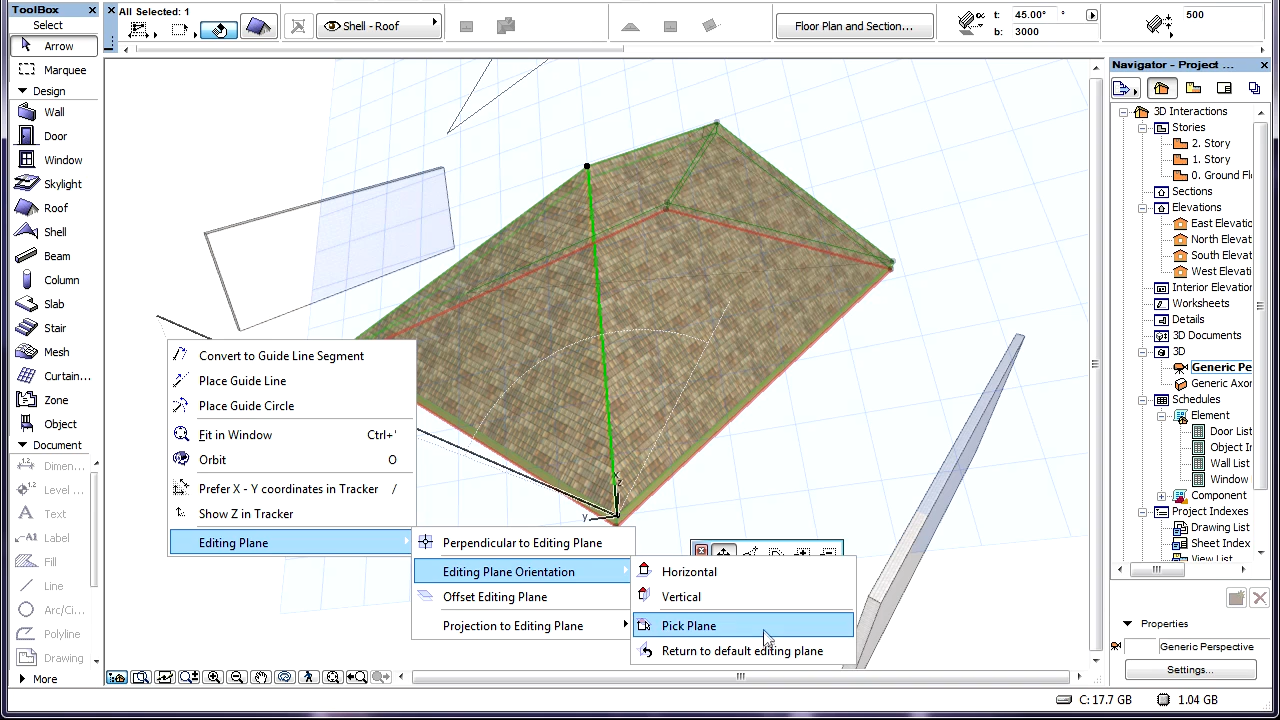 ToolBox
All Selected: 1
Select
Arrow
Marquee
Design
Wall
Door
Window
Skylight
Roof
Shell
Beam
Column
Slab
Stair
Mesh
Curtain...
Zone
Object
Document
Dimen...
Level ...
Text
Label
Fill
Line
Arc/Ci...
Polyline
Drawing
More
Shell - Roof
Floor Plan and Section...
t: 45.00° °
b: 3000
500
Convert to Guide Line Segment
Place Guide Line
Place Guide Circle
Fit in Window Ctrl+'
Orbit O
Prefer X - Y coordinates in Tracker /
Show Z in Tracker
Editing Plane
Perpendicular to Editing Plane
Editing Plane Orientation
Offset Editing Plane
Projection to Editing Plane
Horizontal
Vertical
Pick Plane
Return to default editing plane
y
Navigator - Project ...
3D Interactions
Stories
2. Story
1. Story
0. Ground Fl
Sections
Elevations
East Elevatio
North Elevat
South Elevat
West Elevati
Interior Elevation
Worksheets
Details
3D Documents
3D
Generic Pe
Generic Axor
Schedules
Element
Door List
Object In
Wall List
Window
Component
Project Indexes
Drawing List
Sheet Index
View List
Properties
Generic Perspective
Settings...
C: 17.7 GB
1.04 GB